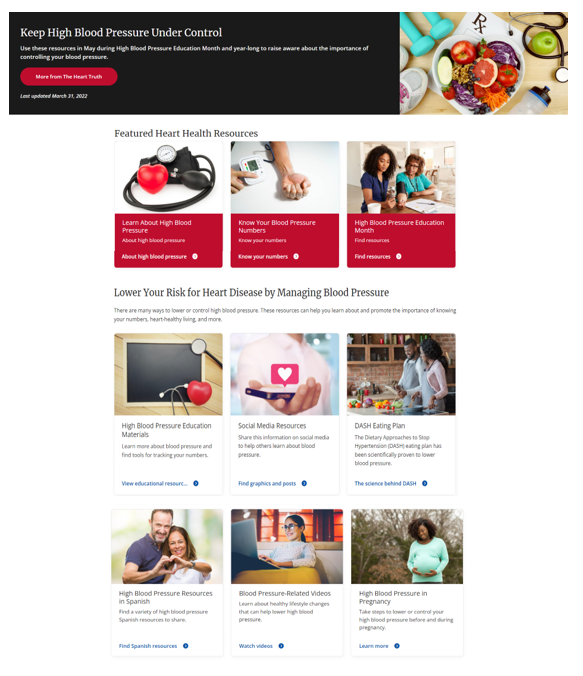 Keep High Blood Pressure Under Control
Use these resources in May during High Blood Pressure Education Month and year-long to raise aware about the importance of
controlling your blood pressure.
More from The Heart Truth
Last updated March 31, 2022
Featured Heart Health Resources
Learn About High Blood
Pressure
About high blood pressure
About high blood pressure
Know Your Blood Pressure
Numbers
Know your numbers
Know your numbers
High Blood Pressure Education
Month
Find resources
Find resources
Lower Your Risk for Heart Disease by Managing Blood Pressure
There are many ways to lower or control high blood pressure. These resources can help you learn about and promote the importance of knowing
your numbers, heart-healthy living, and more.
High Blood Pressure Education
Materials
Learn more about blood pressure and
find tools for tracking your numbers.
View educational resourc...
Social Media Resources
Share this information on social media
to help others learn about blood
pressure.
Find graphics and posts
DASH Eating Plan
The Dietary Approaches to Stop
Hypertension (DASH) eating plan has
been scientifically proven to lower
blood pressure.
The science behind DASH
High Blood Pressure Resources
in Spanish
Find a variety of high blood pressure
Spanish resources to share.
Find Spanish resources
Blood Pressure-Related Videos
Learn about healthy lifestyle changes
that can help lower high blood
pressure.
Watch videos
High Blood Pressure in
Pregnancy
Take steps to lower or control your
high blood pressure before and during
pregnancy.
Learn more